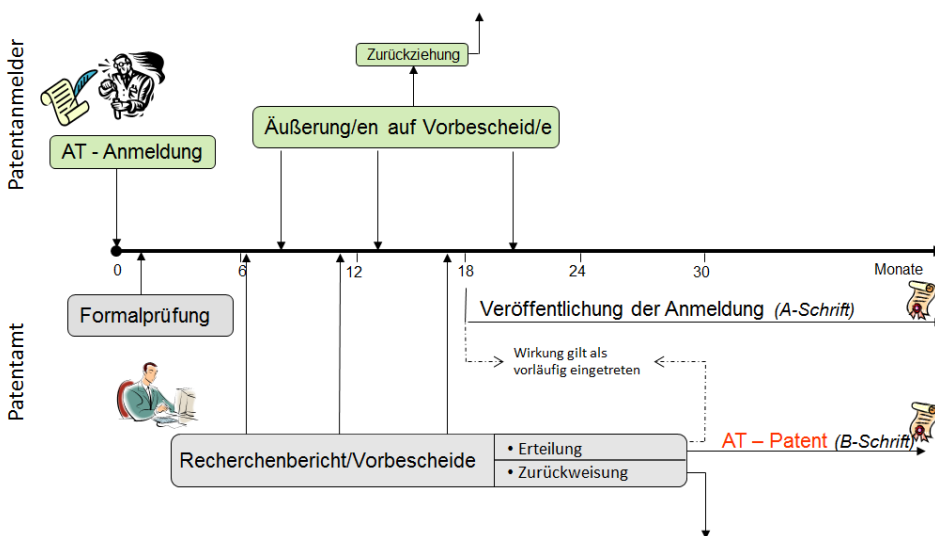 Patentanmelder
Zurückziehung
Äußerung/en auf Vorbescheid/e
AT - Anmeldung
0
6
12
18
24
30
Monate
Patentamt
Formalprüfung
Veröffentlichung der Anmeldung (A-Schrift)
Wirkung gilt als
vorläufig eingetreten
AT – Patent (B-Schrift)
Recherchenbericht/Vorbescheide
• Erteilung
• Zurückweisung